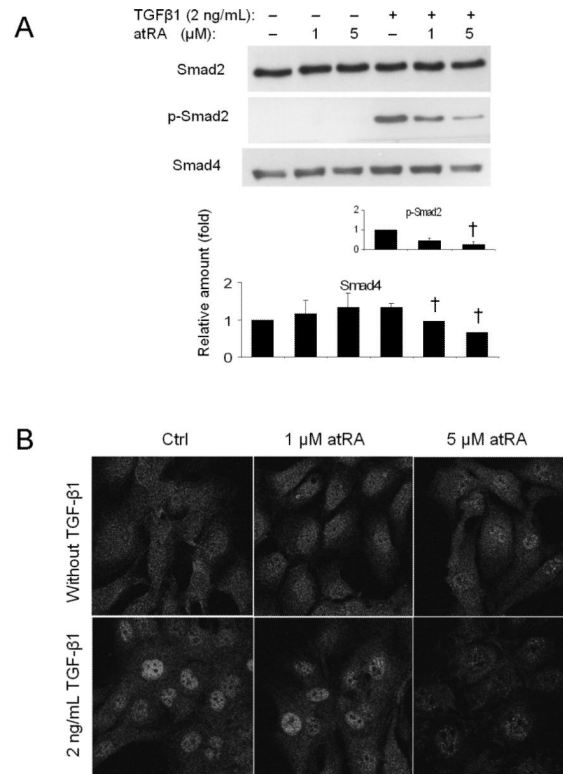 A
TGFβ1 (2 ng/mL): – – – + + +
atRA (μM): – 1 5 – 1 5
Smad2
p-Smad2
Smad4
p-Smad2
2
1
0
†
Relative amount (fold)
Smad4
2
1
0
† †
B
Ctrl 1 μM atRA 5 μM atRA
Without TGF-β1
2 ng/mL TGF-β1